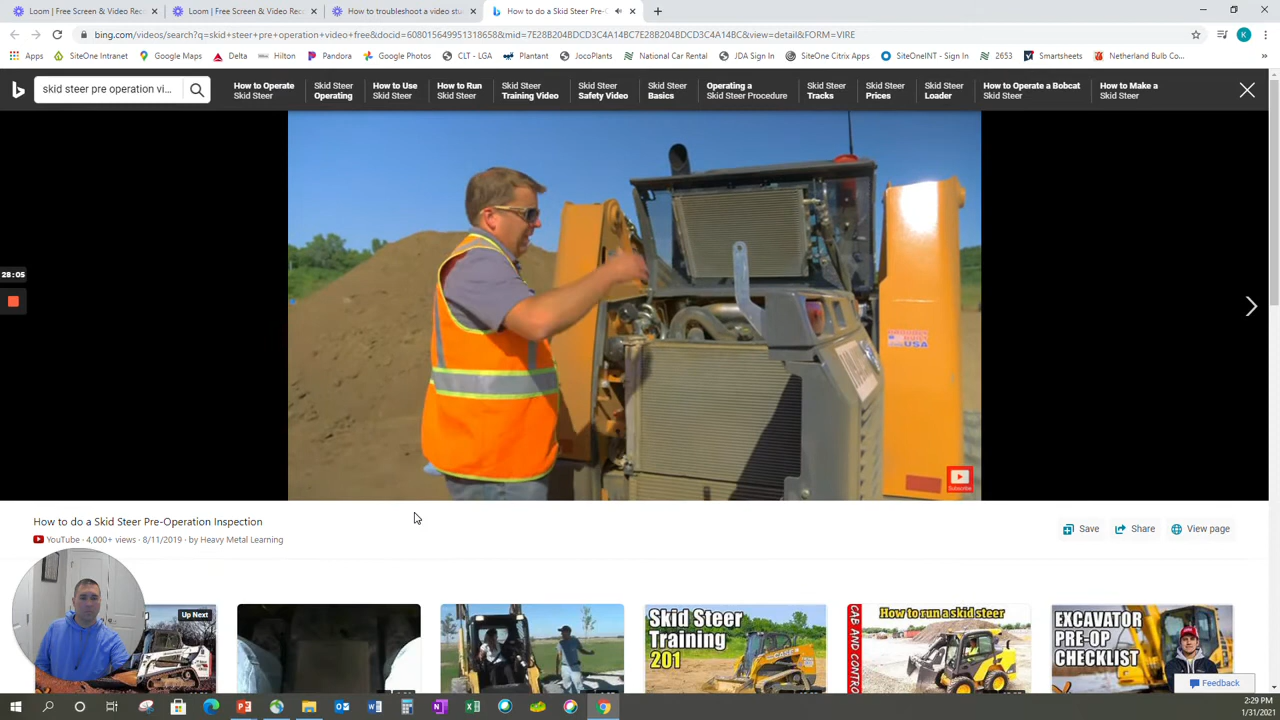 Loom | Free Screen & Video Rec
Loom | Free Screen & Video Rec
How to troubleshoot a video stu
How to do a Skid Steer Pre-O
bing.com/videos/search?q=skid+steer+pre+operation+video+free&docid=608015649951318658&mid=7E28B204BDCD3C4A14BC7E28B204BDCD3C4A14BC&view=detail&FORM=VIRE
K
Apps
SiteOne Intranet
Google Maps
Delta
Hilton
Pandora
Google Photos
CLT - LGA
Plantant
JocoPlants
National Car Rental
JDA Sign In
SiteOne Citrix Apps
SiteOneINT - Sign In
2653
Smartsheets
Netherland Bulb Co...
skid steer pre operation vi...
How to Operate
Skid Steer
Skid Steer
Operating
How to Use
Skid Steer
How to Run
Skid Steer
Skid Steer
Training Video
Skid Steer
Safety Video
Skid Steer
Basics
Operating a
Skid Steer Procedure
Skid Steer
Tracks
Skid Steer
Prices
Skid Steer
Loader
How to Operate a Bobcat
Skid Steer
How to Make a
Skid Steer
28:05
USA
Subscribe
How to do a Skid Steer Pre-Operation Inspection
YouTube · 4,000+ views · 8/11/2019 · by Heavy Metal Learning
Save
Share
View page
Up Next
Skid Steer
Training
201
CASE
CAB AND CONTRO
How to run a skid steer
EXCAVATOR
PRE-OP
CHECKLIST
Feedback
2:29 PM
1/31/2021